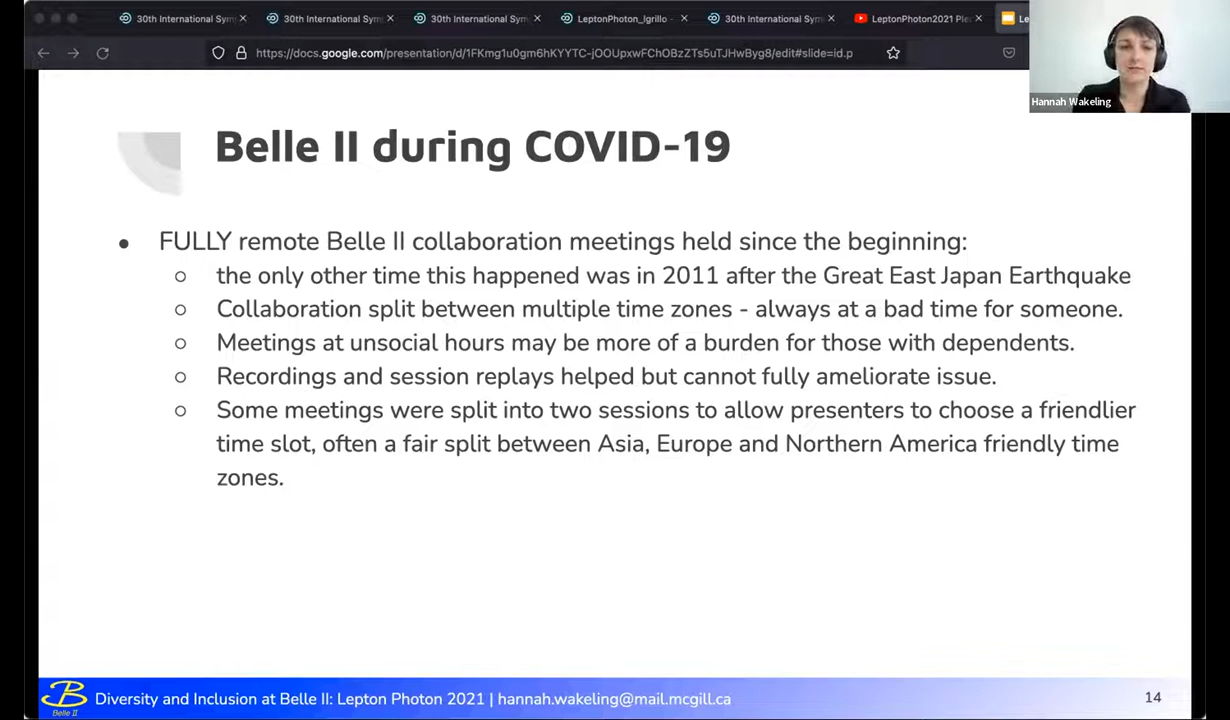 30th International Sym
30th International Sym
30th International Sym
LeptonPhoton_lgrillo -
30th International Sym
LeptonPhoton2021 Ple
Le
https://docs.google.com/presentation/d/1FKmg1u0gm6hKYYTC-jOOUpxwFChOBzZTs5uTJHwByg8/edit#slide=id.p
Hannah Wakeling
Belle II during COVID-19
● FULLY remote Belle II collaboration meetings held since the beginning:
○ the only other time this happened was in 2011 after the Great East Japan Earthquake
○ Collaboration split between multiple time zones - always at a bad time for someone.
○ Meetings at unsocial hours may be more of a burden for those with dependents.
○ Recordings and session replays helped but cannot fully ameliorate issue.
○ Some meetings were split into two sessions to allow presenters to choose a friendlier
time slot, often a fair split between Asia, Europe and Northern America friendly time
zones.
B
Belle II
Diversity and Inclusion at Belle II: Lepton Photon 2021 | hannah.wakeling@mail.mcgill.ca
14